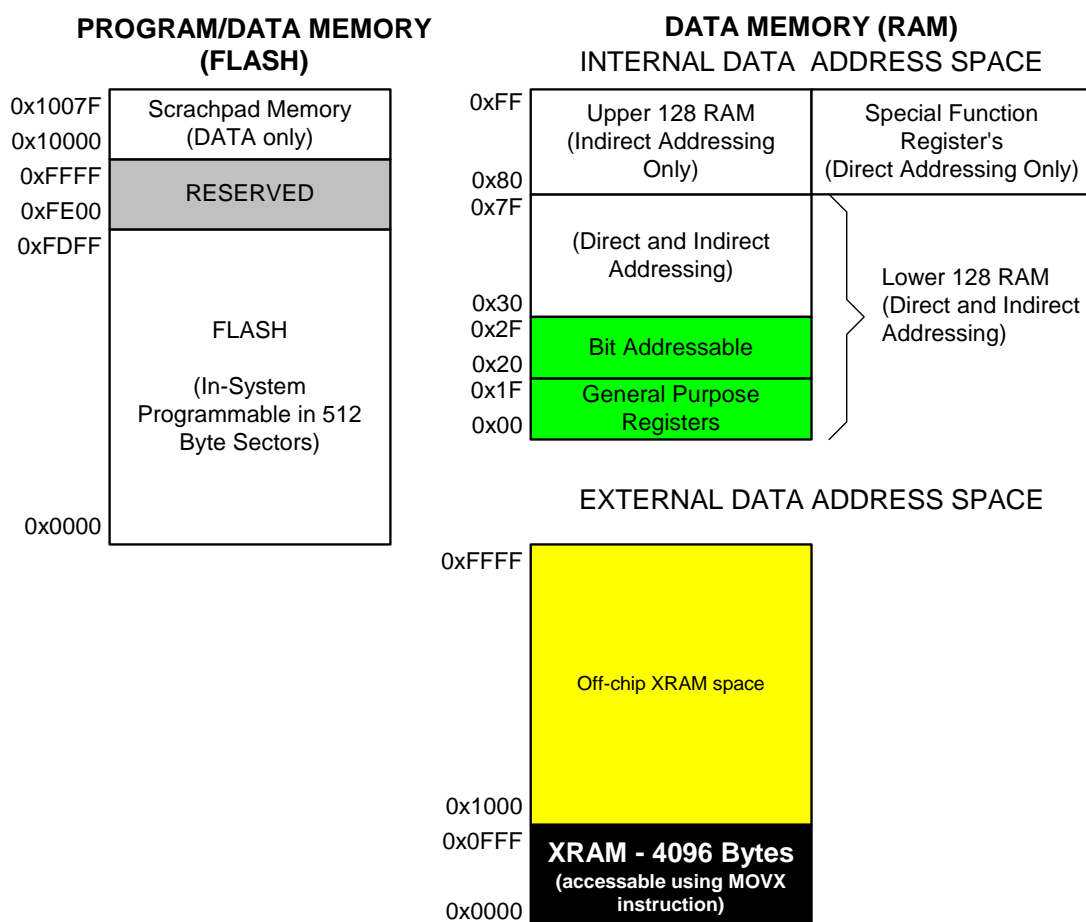 PROGRAM/DATA MEMORY
(FLASH)
0x1007F
Scrachpad Memory
(DATA only)
0x10000
0xFFFF
RESERVED
0xFE00
0xFDFF
FLASH
(In-System
Programmable in 512
Byte Sectors)
0x0000
DATA MEMORY (RAM)
INTERNAL DATA ADDRESS SPACE
0xFF
Upper 128 RAM
(Indirect Addressing
Only)
0x80
Special Function
Register's
(Direct Addressing Only)
0x7F
(Direct and Indirect
Addressing)
0x30
0x2F
Bit Addressable
0x20
0x1F
General Purpose
Registers
0x00
Lower 128 RAM
(Direct and Indirect
Addressing)
EXTERNAL DATA ADDRESS SPACE
0xFFFF
Off-chip XRAM space
0x1000
0x0FFF
XRAM - 4096 Bytes
(accessable using MOVX
instruction)
0x0000